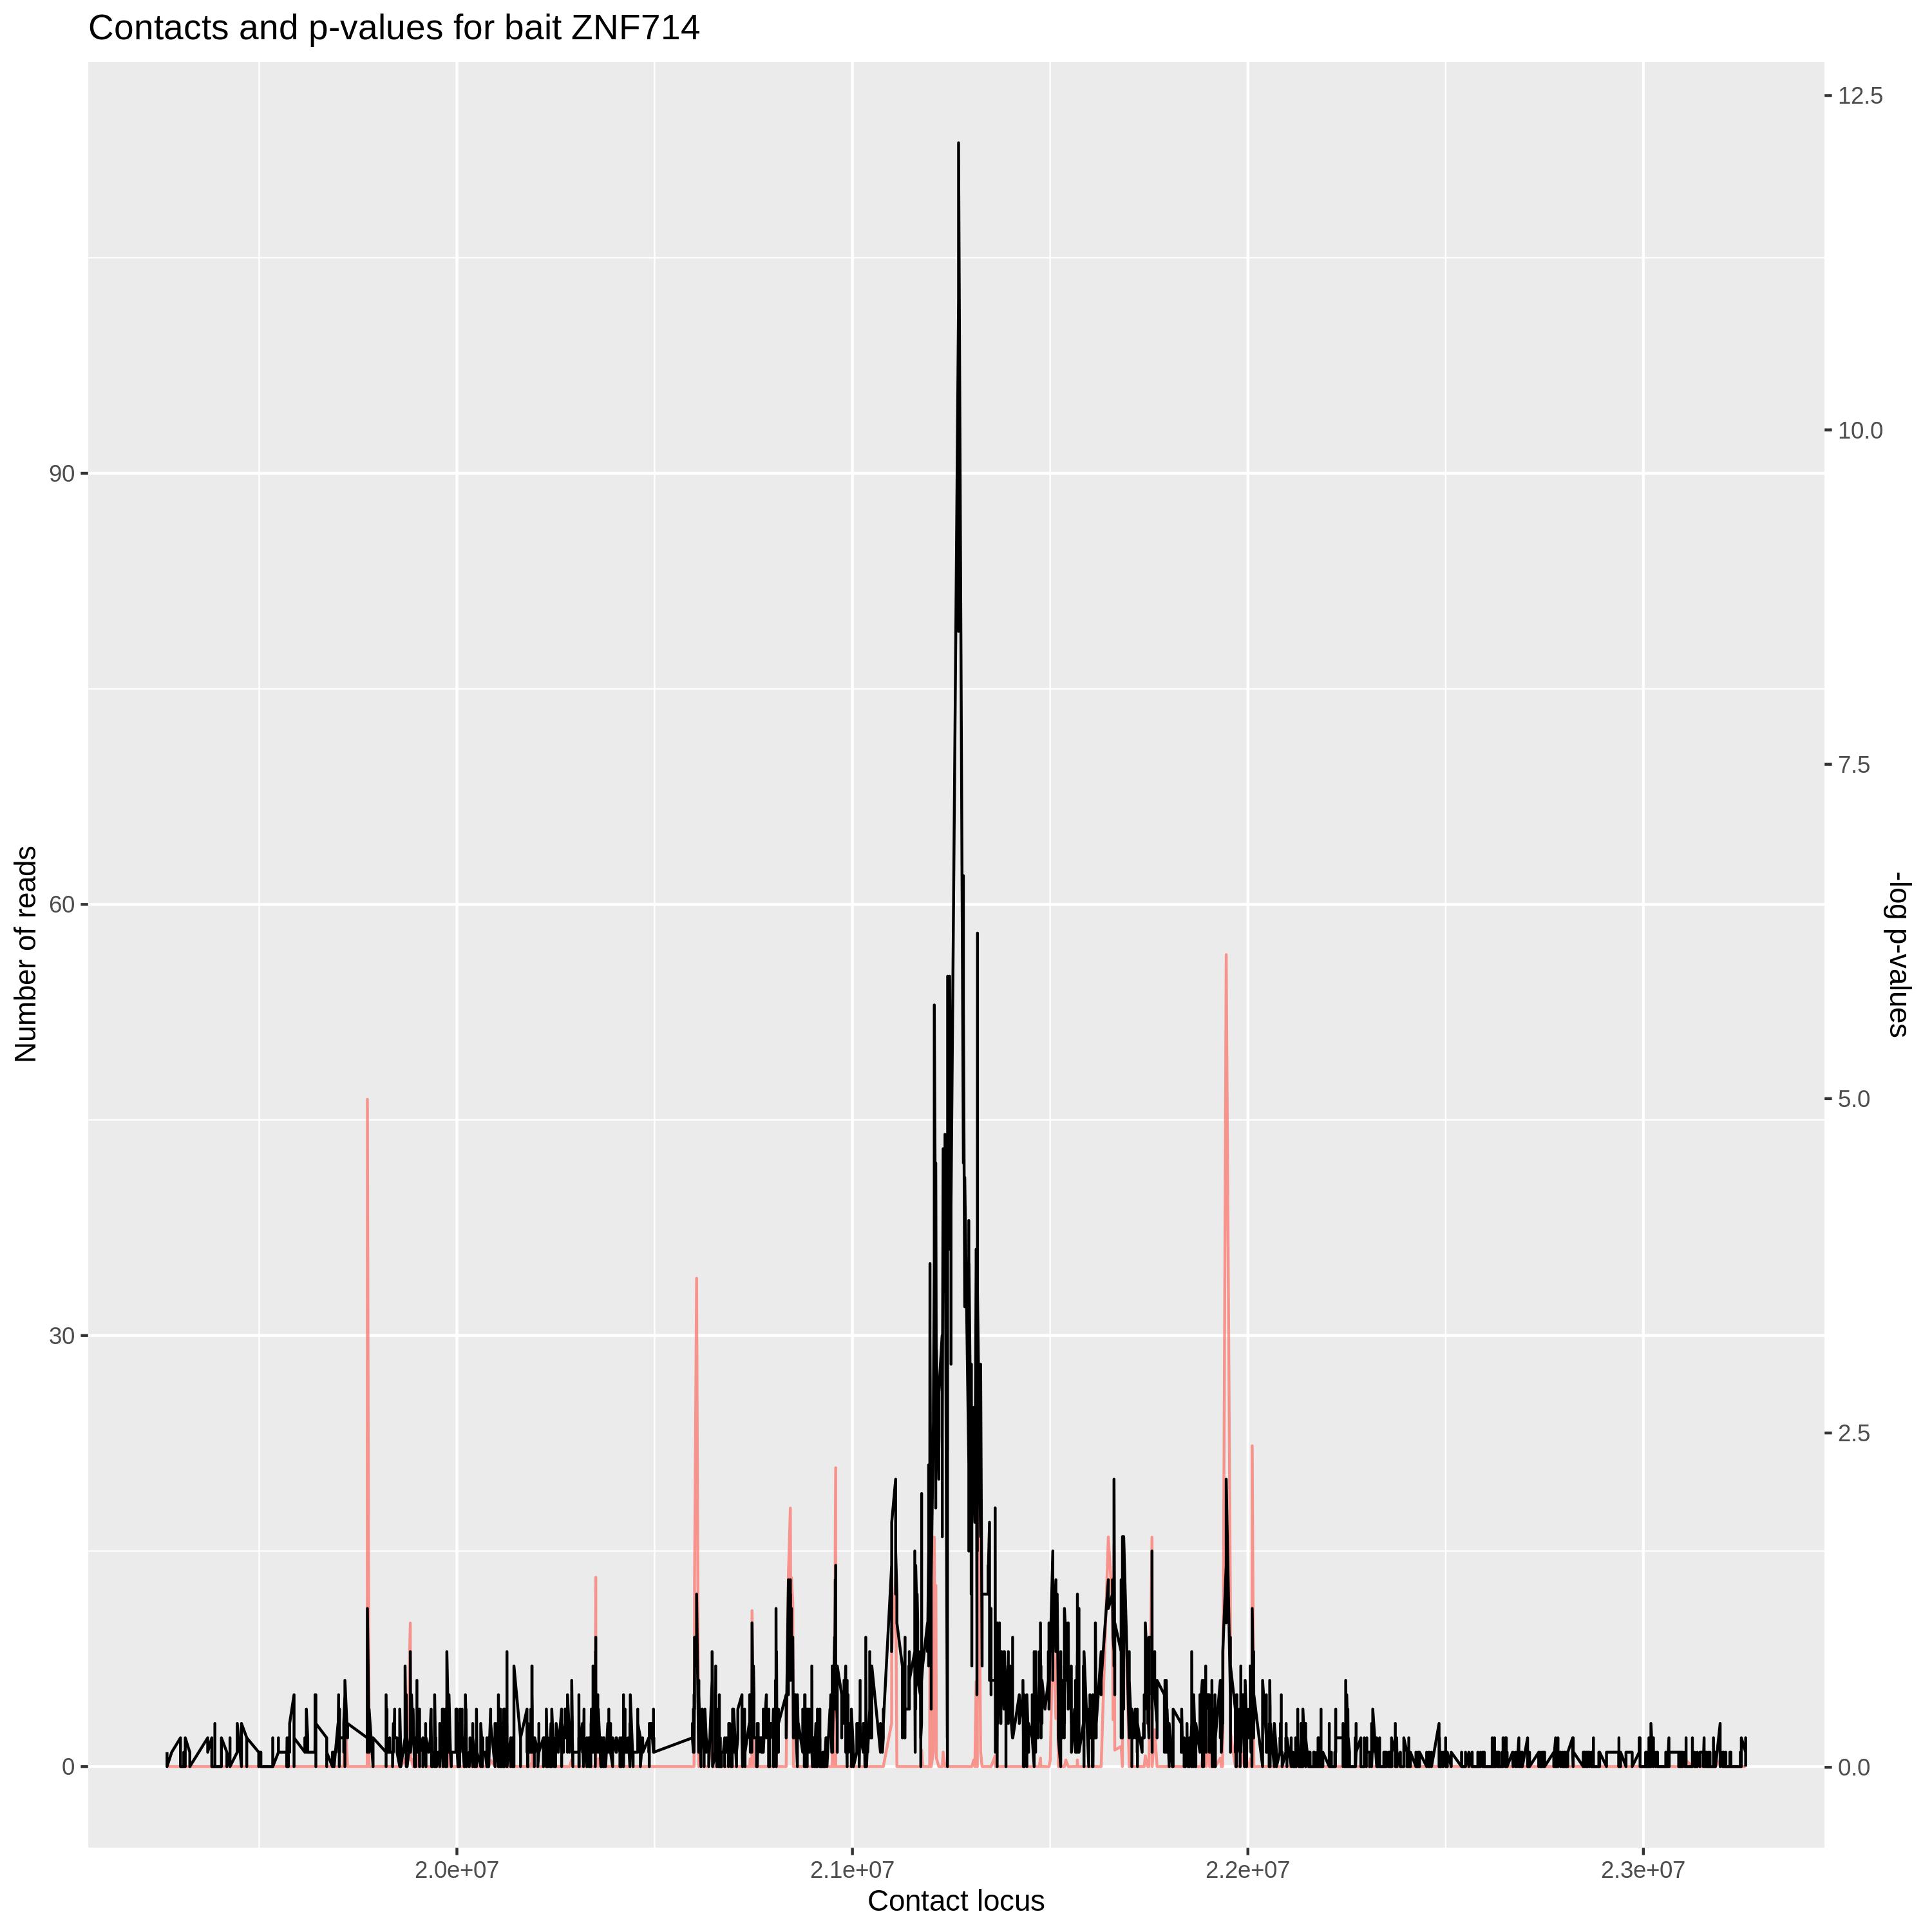 Contacts and p-values for bait ZNF714
12.5
10.0
90
7.5
60
Number of reads
-log p-values
5.0
30
2.5
0
0.0
2.0e+07
2.1e+07
2.2e+07
2.3e+07
Contact locus